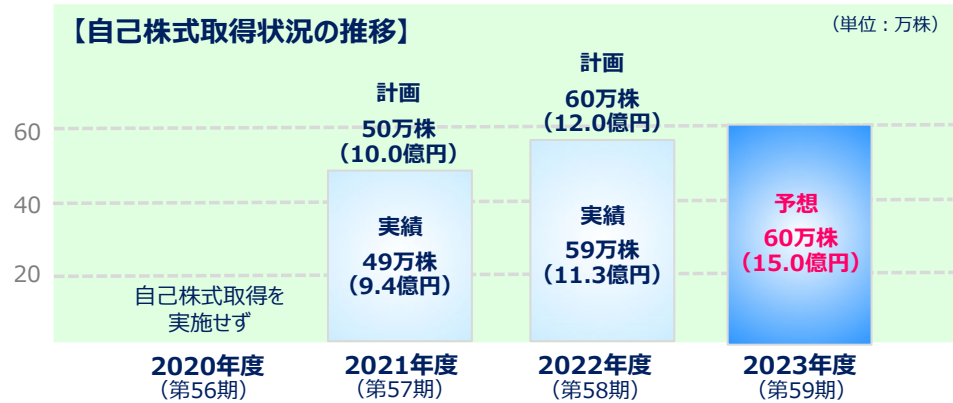 【自己株式取得状況の推移】
(単位：万株)
計画
50万株
(10.0億円)
計画
60万株
(12.0億円)
60
40
20
自己株式取得を
実施せず
実績
49万株
(9.4億円)
実績
59万株
(11.3億円)
予想
60万株
(15.0億円)
2020年度
(第56期)
2021年度
(第57期)
2022年度
(第58期)
2023年度
(第59期)